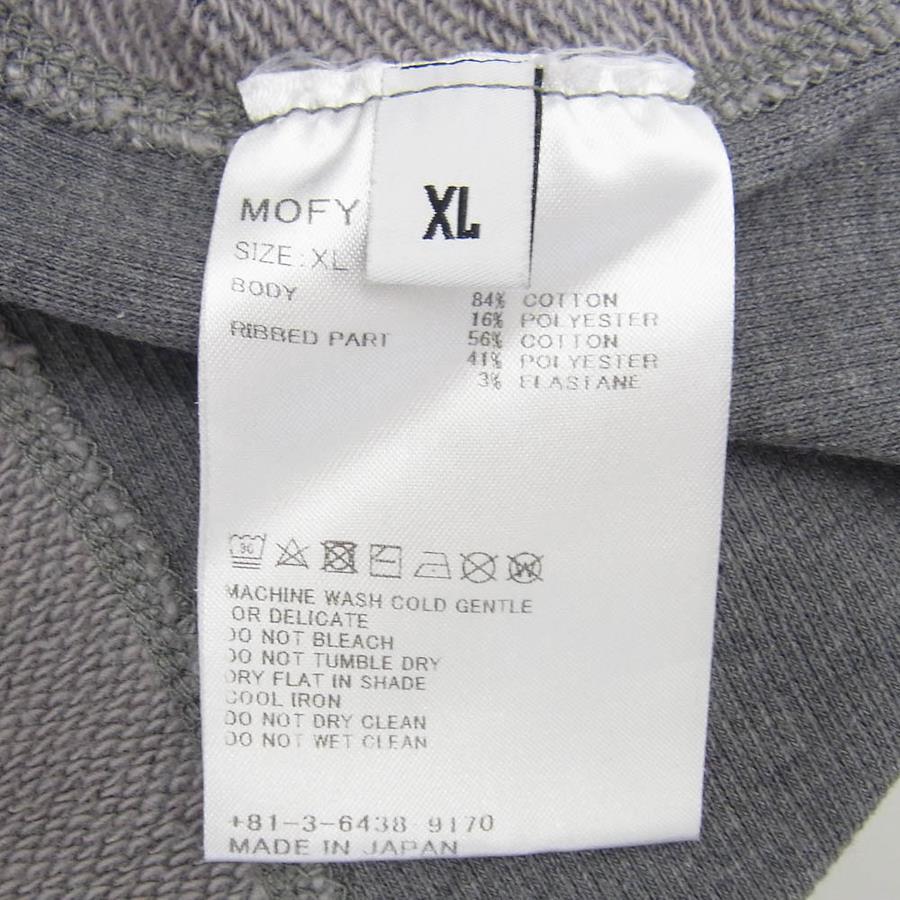 XL
MOFY
SIZE:XL
BODY 84% COTTON
16% POLYESTER
RIBBED PART 56% COTTON
41% POLYESTER
3% ELASTANE
30
W
MACHINE WASH COLD GENTLE
OR DELICATE
DO NOT BLEACH
DO NOT TUMBLE DRY
DRY FLAT IN SHADE
COOL IRON
DO NOT DRY CLEAN
DO NOT WET CLEAN
+81-3-6438 9170
MADE IN JAPAN